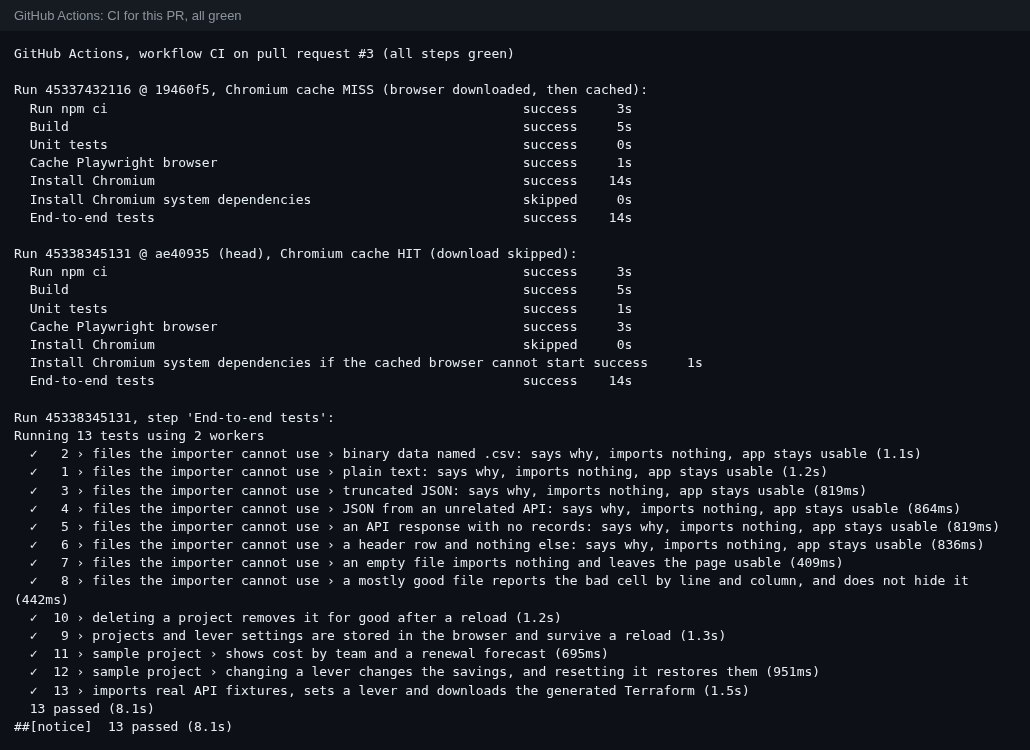 GitHub Actions: CI for this PR, all green
GitHub Actions, workflow CI on pull request #3 (all steps green)
Run 45337432116 @ 19460f5, Chromium cache MISS (browser downloaded, then cached):
Run npm ci success 3s
Build success 5s
Unit tests success 0s
Cache Playwright browser success 1s
Install Chromium success 14s
Install Chromium system dependencies skipped 0s
End-to-end tests success 14s
Run 45338345131 @ ae40935 (head), Chromium cache HIT (download skipped):
Run npm ci success 3s
Build success 5s
Unit tests success 1s
Cache Playwright browser success 3s
Install Chromium skipped 0s
Install Chromium system dependencies if the cached browser cannot start success 1s
End-to-end tests success 14s
Run 45338345131, step 'End-to-end tests':
Running 13 tests using 2 workers
✓ 2 › files the importer cannot use › binary data named .csv: says why, imports nothing, app stays usable (1.1s)
✓ 1 › files the importer cannot use › plain text: says why, imports nothing, app stays usable (1.2s)
✓ 3 › files the importer cannot use › truncated JSON: says why, imports nothing, app stays usable (819ms)
✓ 4 › files the importer cannot use › JSON from an unrelated API: says why, imports nothing, app stays usable (864ms)
✓ 5 › files the importer cannot use › an API response with no records: says why, imports nothing, app stays usable (819ms)
✓ 6 › files the importer cannot use › a header row and nothing else: says why, imports nothing, app stays usable (836ms)
✓ 7 › files the importer cannot use › an empty file imports nothing and leaves the page usable (409ms)
✓ 8 › files the importer cannot use › a mostly good file reports the bad cell by line and column, and does not hide it
(442ms)
✓ 10 › deleting a project removes it for good after a reload (1.2s)
✓ 9 › projects and lever settings are stored in the browser and survive a reload (1.3s)
✓ 11 › sample project › shows cost by team and a renewal forecast (695ms)
✓ 12 › sample project › changing a lever changes the savings, and resetting it restores them (951ms)
✓ 13 › imports real API fixtures, sets a lever and downloads the generated Terraform (1.5s)
13 passed (8.1s)
##[notice] 13 passed (8.1s)